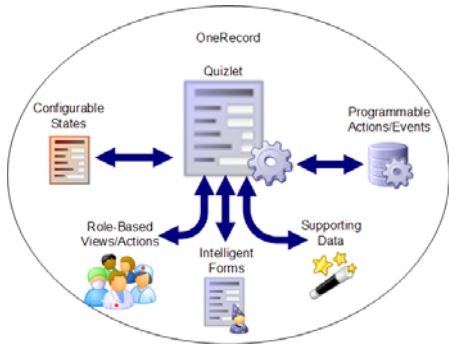 OneRecord
Quizlet
Configurable
States
Programmable
Actions/Events
Role-Based
Views/Actions
Intelligent
Forms
Supporting
Data